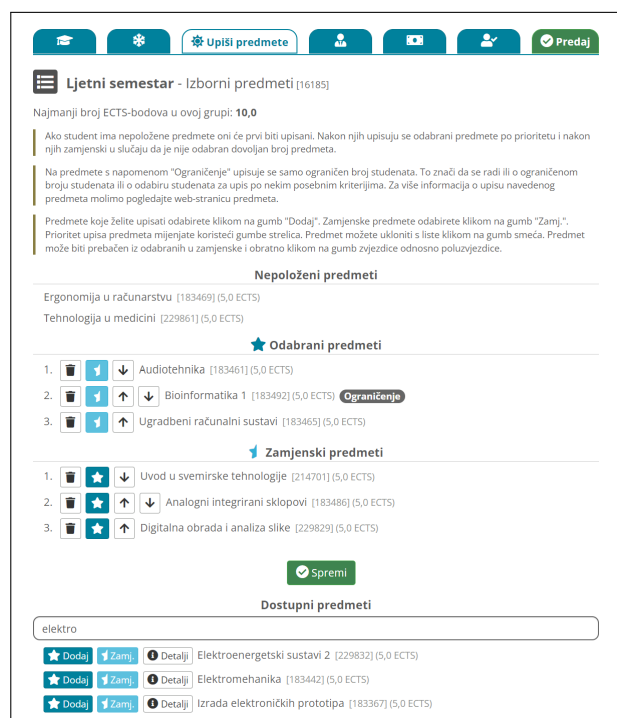 Upiši predmete
Predaj
Ljetni semestar - Izborni predmeti [16185]
Najmanji broj ECTS-bodova u ovoj grupi: 10,0
Ako student ima nepoložene predmete oni će prvi biti upisani. Nakon njih upisuju se odabrani predmete po prioritetu i nakon
njih zamjenski u slučaju da je nije odabran dovoljan broj predmeta.
Na predmete s napomenom "Ograničenje" upisuje se samo ograničen broj studenata. To znači da se radi ili o ograničenom
broju studenata ili o odabiru studenata za upis po nekim posebnim kriterijima. Za više informacija o upisu navedenog
predmeta molimo pogledajte web-stranicu predmeta.
Predmete koje želite upisati odabirete klikom na gumb "Dodaj". Zamjenske predmete odabirete klikom na gumb "Zamj.".
Prioritet upisa predmeta mijenjate koristeći gumbe strelica. Predmet možete ukloniti s liste klikom na gumb smeća. Predmet
može biti prebačen iz odabranih u zamjenske i obratno klikom na gumb zvjezdice odnosno poluzvjezdice.
Nepoloženi predmeti
Ergonomija u računarstvu [183469] (5,0 ECTS)
Tehnologija u medicini [229861] (5,0 ECTS)
Odabrani predmeti
1. Audiotehnika [183461] (5,0 ECTS)
2. Bioinformatika 1 [183492] (5,0 ECTS) Ograničenje
3. Ugradbeni računalni sustavi [183465] (5,0 ECTS)
Zamjenski predmeti
1. Uvod u svemirske tehnologije [214701] (5,0 ECTS)
2. Analogni integrirani sklopovi [183486] (5,0 ECTS)
3. Digitalna obrada i analiza slike [229829] (5,0 ECTS)
Spremi
Dostupni predmeti
elektro
Dodaj Zamj. Detalji Elektroenergetski sustavi 2 [229832] (5,0 ECTS)
Dodaj Zamj. Detalji Elektromehanika [183442] (5,0 ECTS)
Dodaj Zamj. Detalji Izrada elektroničkih prototipa [183367] (5,0 ECTS)